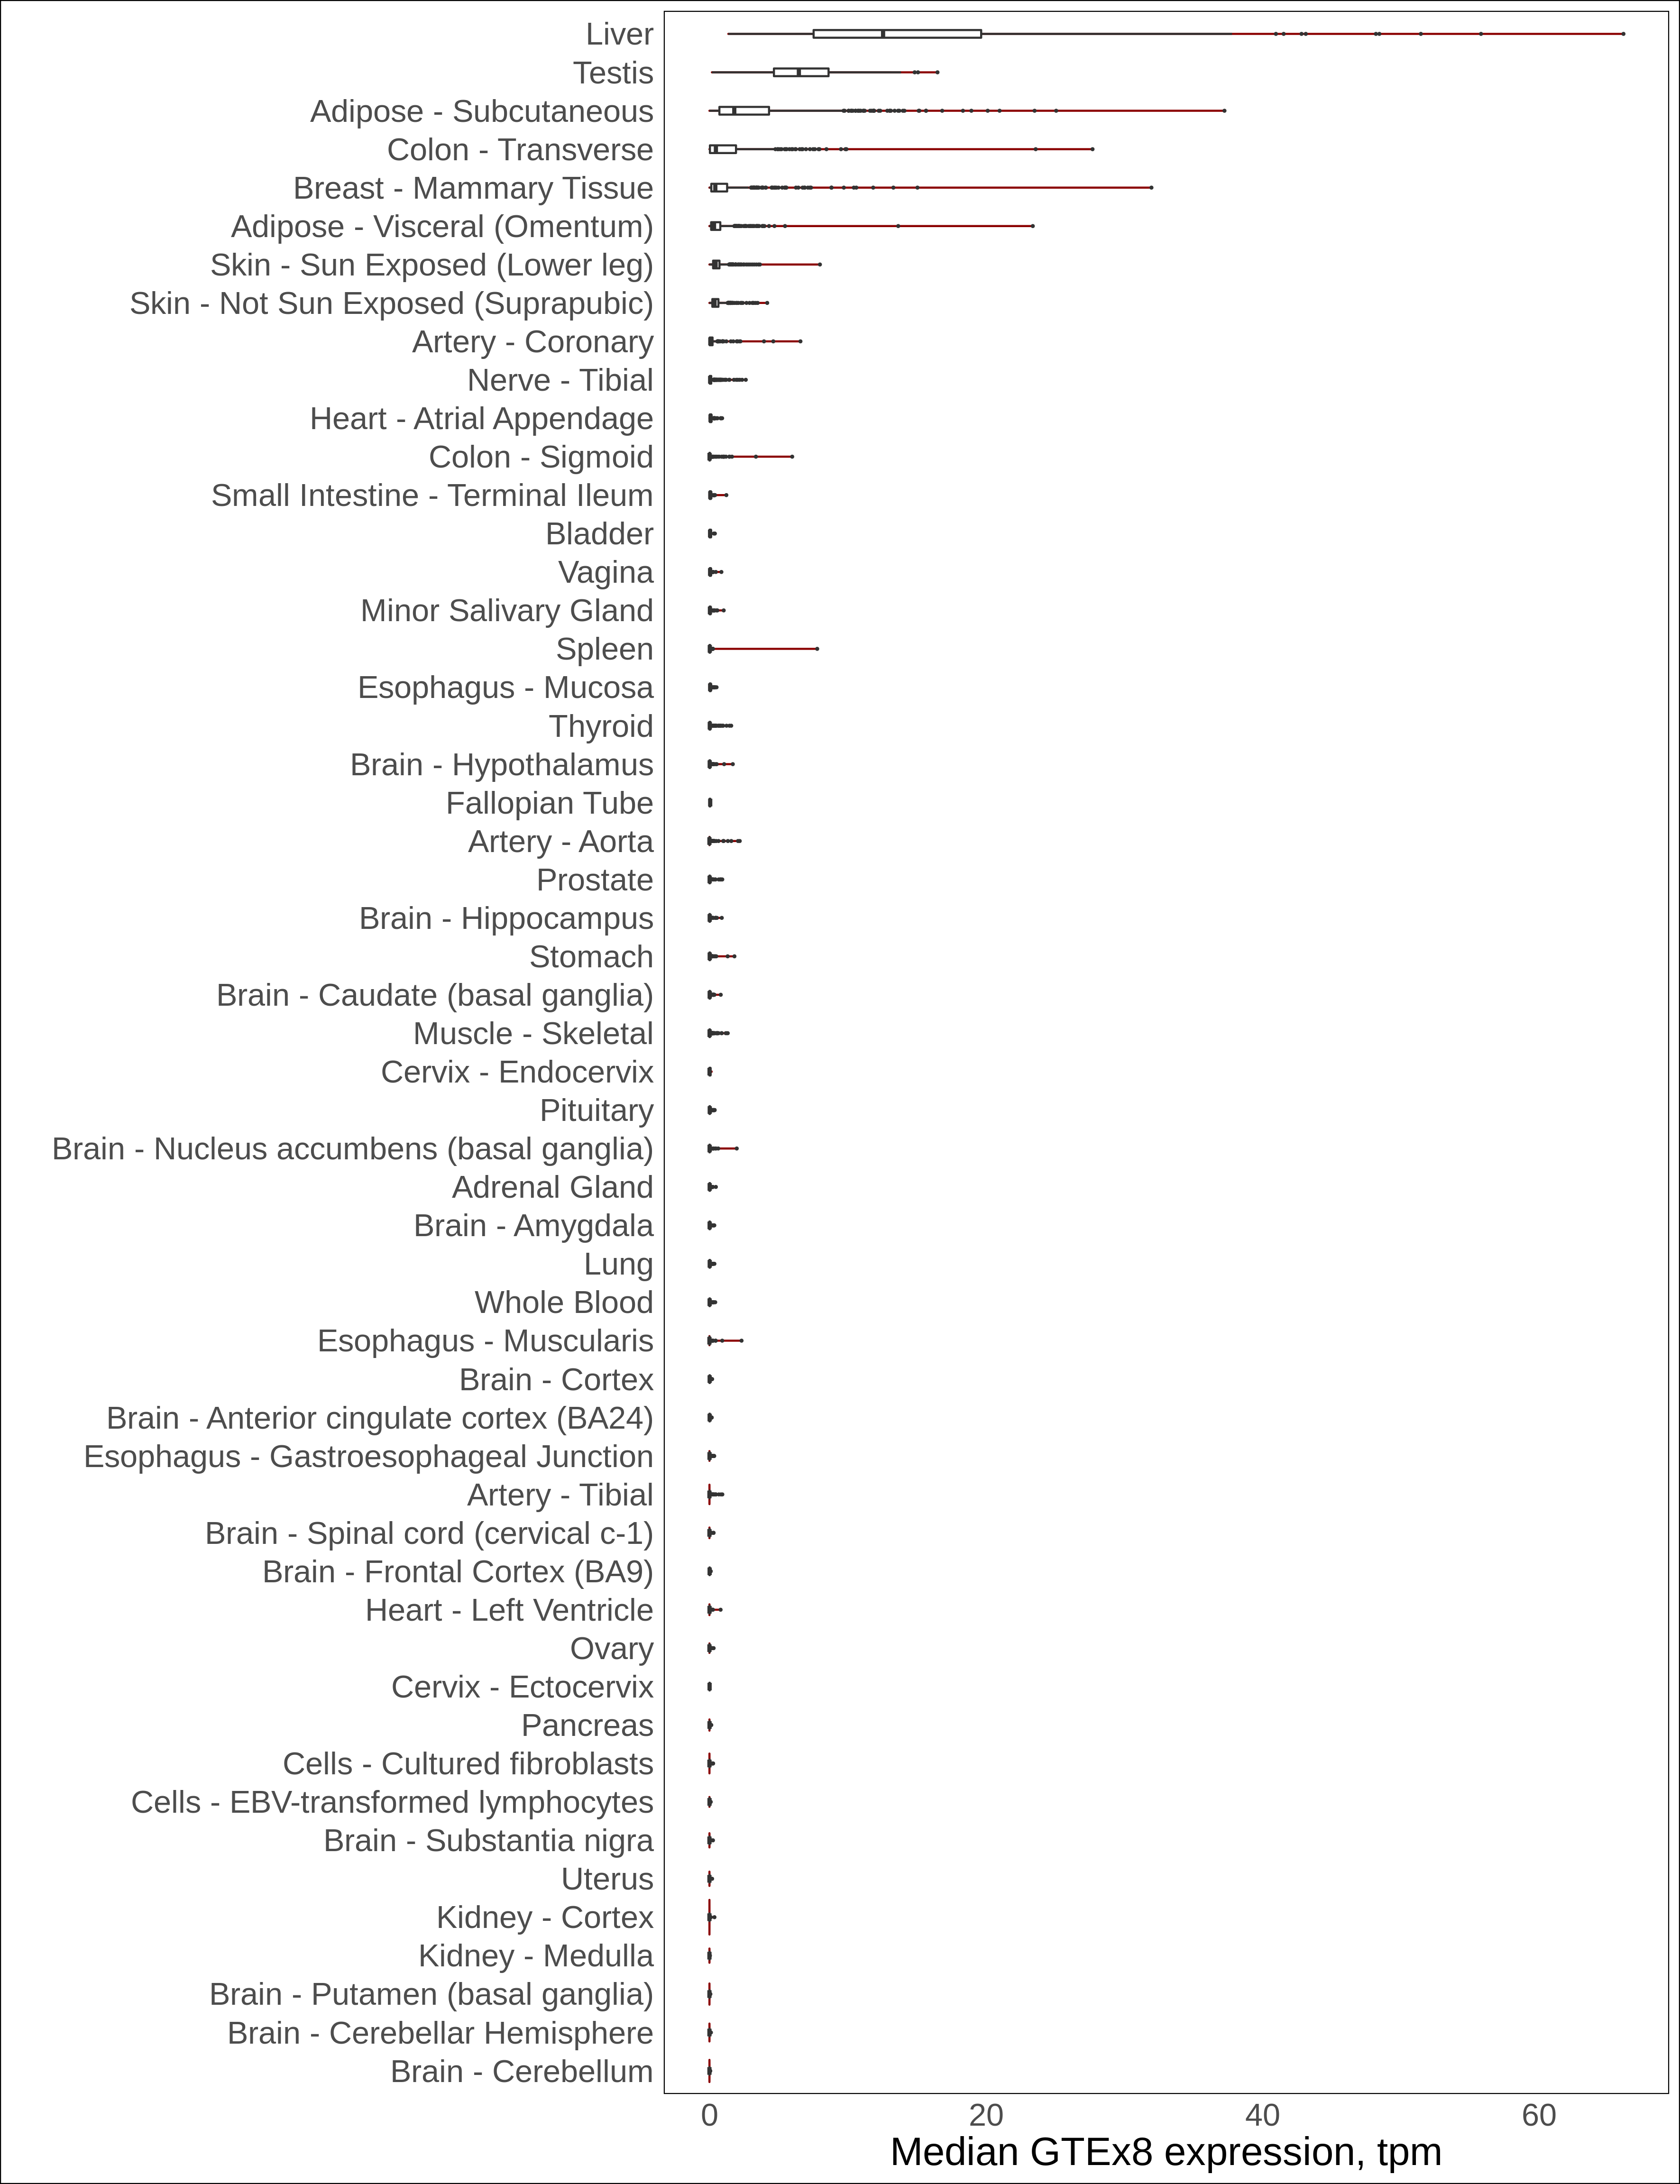 Liver
Testis
Adipose - Subcutaneous
Colon - Transverse
Breast - Mammary Tissue
Adipose - Visceral (Omentum)
Skin - Sun Exposed (Lower leg)
Skin - Not Sun Exposed (Suprapubic)
Artery - Coronary
Nerve - Tibial
Heart - Atrial Appendage
Colon - Sigmoid
Small Intestine - Terminal Ileum
Bladder
Vagina
Minor Salivary Gland
Spleen
Esophagus - Mucosa
Thyroid
Brain - Hypothalamus
Fallopian Tube
Artery - Aorta
Prostate
Brain - Hippocampus
Stomach
Brain - Caudate (basal ganglia)
Muscle - Skeletal
Cervix - Endocervix
Pituitary
Brain - Nucleus accumbens (basal ganglia)
Adrenal Gland
Brain - Amygdala
Lung
Whole Blood
Esophagus - Muscularis
Brain - Cortex
Brain - Anterior cingulate cortex (BA24)
Esophagus - Gastroesophageal Junction
Artery - Tibial
Brain - Spinal cord (cervical c-1)
Brain - Frontal Cortex (BA9)
Heart - Left Ventricle
Ovary
Cervix - Ectocervix
Pancreas
Cells - Cultured fibroblasts
Cells - EBV-transformed lymphocytes
Brain - Substantia nigra
Uterus
Kidney - Cortex
Kidney - Medulla
Brain - Putamen (basal ganglia)
Brain - Cerebellar Hemisphere
Brain - Cerebellum
0 20 40 60
Median GTEx8 expression, tpm